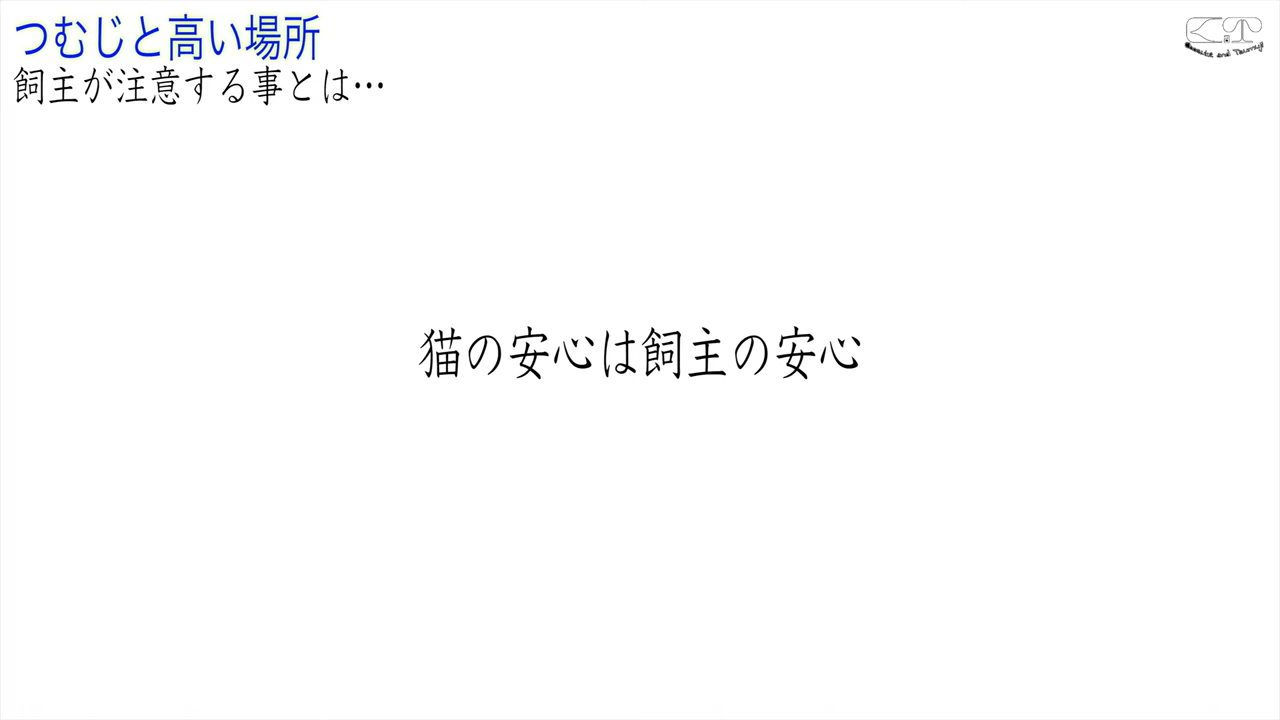 つむじと高い場所
飼主が注意する事とは…
猫の安心は飼主の安心